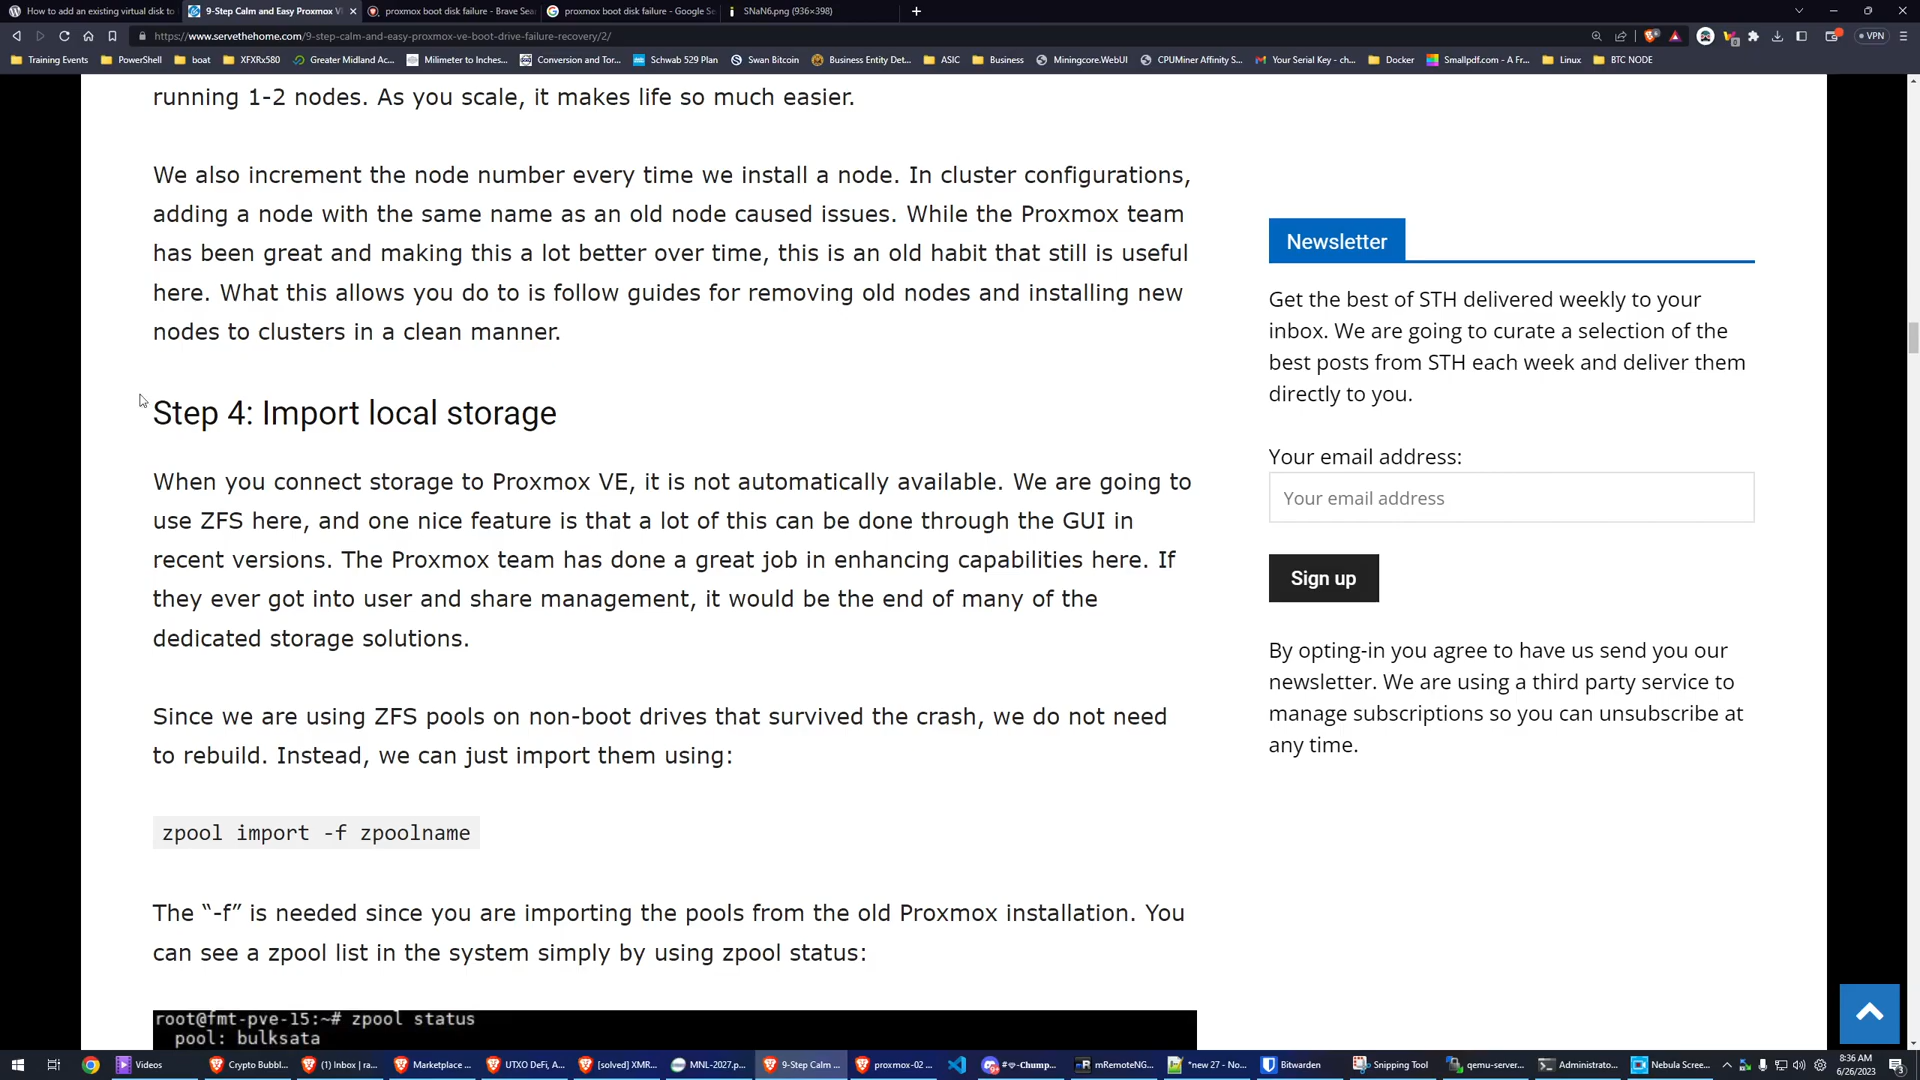 How to add an existing virtual disk to
9-Step Calm and Easy Proxmox V
proxmox boot disk failure - Brave Sea
proxmox boot disk failure - Google Se
SNaN6.png (936×398)
https://www.servethehome.com/9-step-calm-and-easy-proxmox-ve-boot-drive-failure-recovery/2/
VPN
Training Events
PowerShell
boat
XFXRx580
Greater Midland Ac...
Milimeter to Inches...
Conversion and Tor...
Schwab 529 Plan
Swan Bitcoin
Business Entity Det...
ASIC
Business
Miningcore.WebUI
CPUMiner Affinity S...
Your Serial Key - ch...
Docker
Smallpdf.com - A Fr...
Linux
BTC NODE
running 1-2 nodes. As you scale, it makes life so much easier.
We also increment the node number every time we install a node. In cluster configurations,
adding a node with the same name as an old node caused issues. While the Proxmox team
has been great and making this a lot better over time, this is an old habit that still is useful
here. What this allows you do to is follow guides for removing old nodes and installing new
nodes to clusters in a clean manner.
Step 4: Import local storage
When you connect storage to Proxmox VE, it is not automatically available. We are going to
use ZFS here, and one nice feature is that a lot of this can be done through the GUI in
recent versions. The Proxmox team has done a great job in enhancing capabilities here. If
they ever got into user and share management, it would be the end of many of the
dedicated storage solutions.
Since we are using ZFS pools on non-boot drives that survived the crash, we do not need
to rebuild. Instead, we can just import them using:
zpool import -f zpoolname
The “-f” is needed since you are importing the pools from the old Proxmox installation. You
can see a zpool list in the system simply by using zpool status:
root@fmt-pve-15:~# zpool status
pool: bulksata
Newsletter
Get the best of STH delivered weekly to your
inbox. We are going to curate a selection of the
best posts from STH each week and deliver them
directly to you.
Your email address:
Your email address
Sign up
By opting-in you agree to have us send you our
newsletter. We are using a third party service to
manage subscriptions so you can unsubscribe at
any time.
Videos
Crypto Bubbl...
(1) Inbox | ra...
Marketplace ...
UTXO DeFi, A...
[solved] XMR...
MNL-2027.p...
9-Step Calm ...
proxmox-02 ...
#💎-Chump...
mRemoteNG...
*new 27 - No...
Bitwarden
Snipping Tool
qemu-server...
Administrato...
Nebula Scree...
8:36 AM
6/26/2023